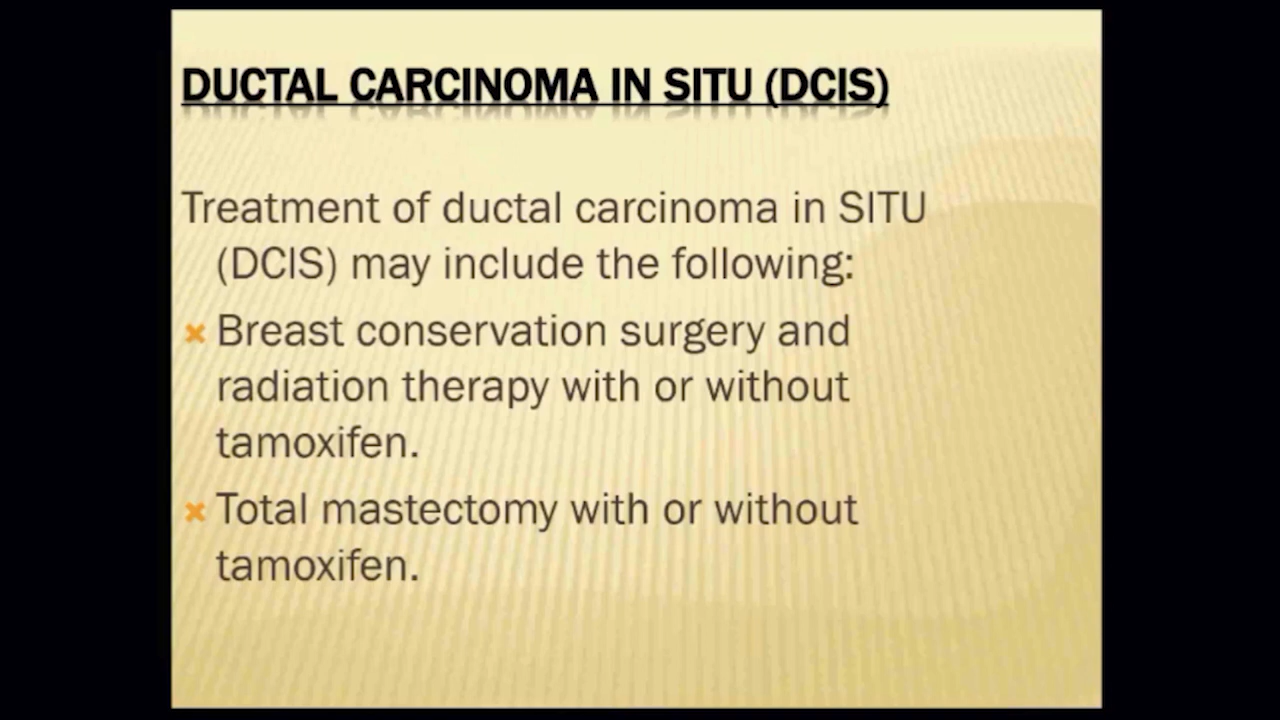 DUCTAL CARCINOMA IN SITU (DCIS)
Treatment of ductal carcinoma in SITU
(DCIS) may include the following:
Breast conservation surgery and
radiation therapy with or without
tamoxifen.
Total mastectomy with or without
tamoxifen.